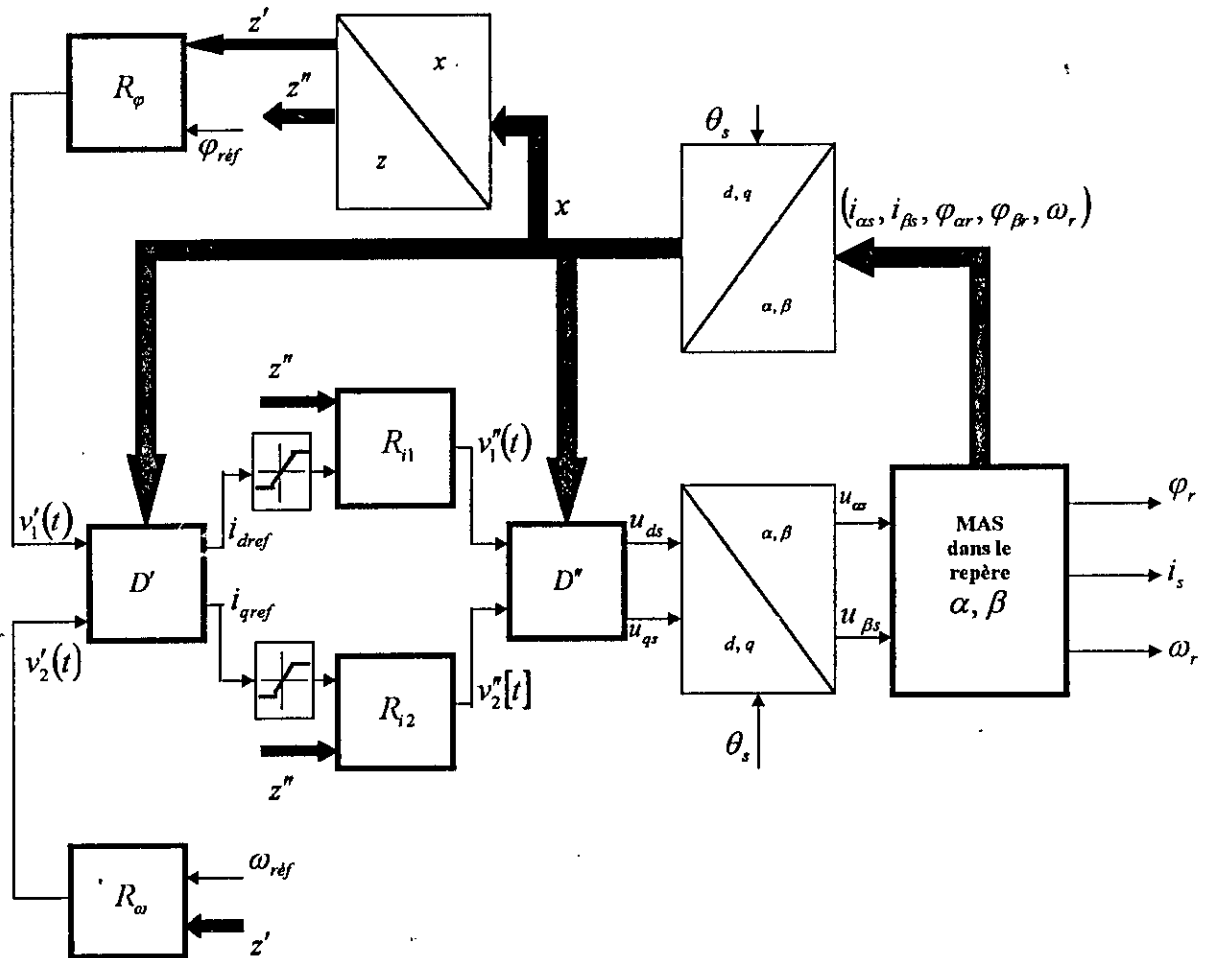 z'
x
R_φ
z"
θ_s
φ_réf
z
d, q
(i_αs, i_βs, φ_αr, φ_βr, ω_r)
x
α, β
z"
R_i1
v"_1(t)
u_αs
φ_r
v'_1(t)
i_dref
u_ds
α, β
MAS
dans le
repère
α, β
D'
D"
i_s
i_qref
u_qs
d, q
u_βs
v'_2(t)
ω_r
R_i2
v"_2[t]
z"
θ_s
ω_réf
R_ω
z'